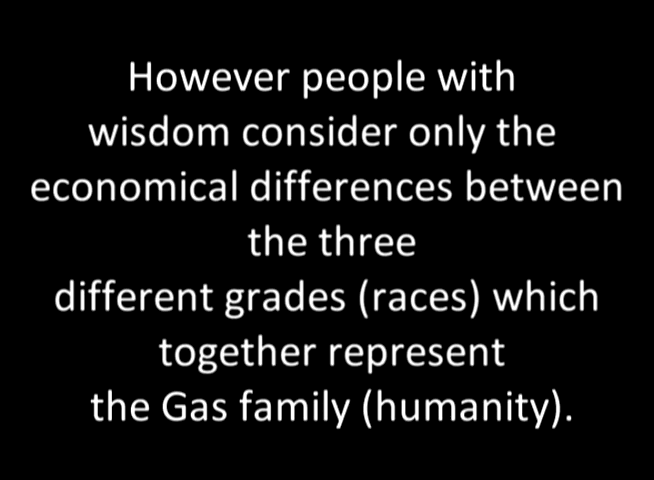 However people with
wisdom consider only the
economical differences between
the three
different grades (races) which
together represent
the Gas family (humanity).